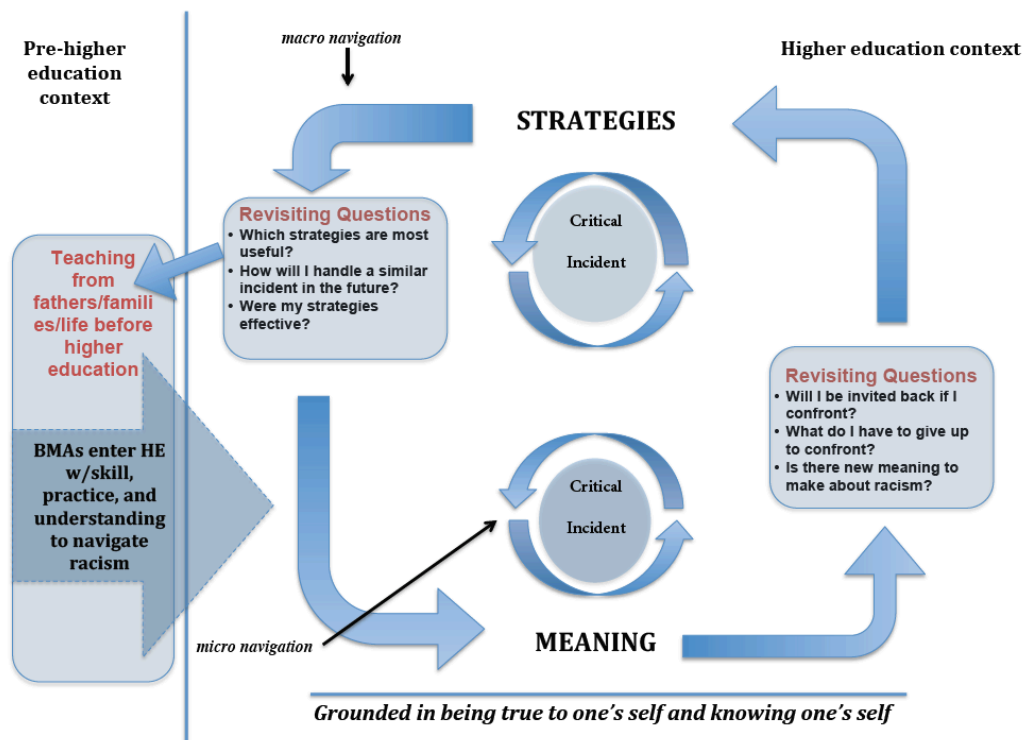 Pre-higher
education
context
macro navigation
Higher education context
STRATEGIES
Revisiting Questions
• Which strategies are most
useful?
• How will I handle a similar
incident in the future?
• Were my strategies
effective?
Critical
Incident
Teaching
from
fathers/famili
es/life before
higher
education
BMAs enter HE
w/skill,
practice, and
understanding
to navigate
racism
Revisiting Questions
• Will I be invited back if I
confront?
• What do I have to give up
to confront?
• Is there new meaning to
make about racism?
Critical
Incident
micro navigation
MEANING
Grounded in being true to one's self and knowing one's self